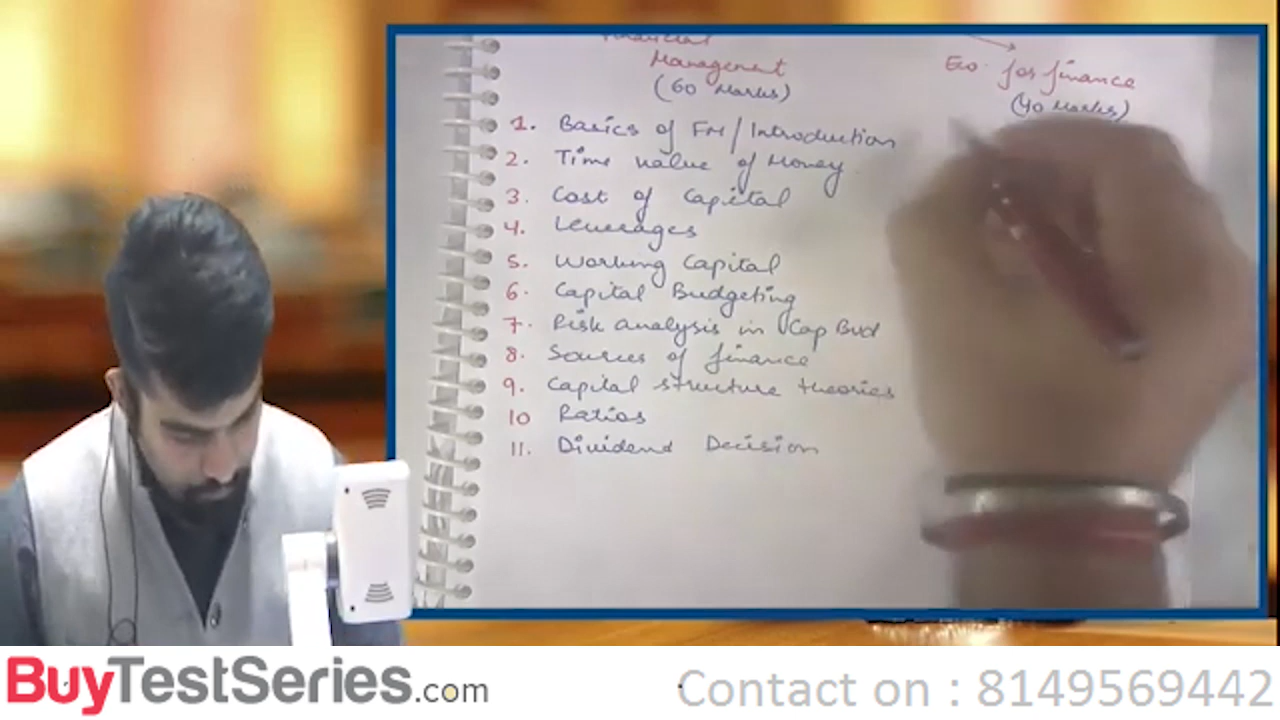 Financial
Management
(60 Marks)
1. Basics of FM/Introduction
2. Time value of Money
3. Cost of Capital
4. Leverages
5. Working Capital
6. Capital Budgeting
7. Risk analysis in Cap Bud
8. Sources of finance
9. Capital structure theories
10 Ratios
11. Dividend Decision
Eco. for finance
(40 Marks)
BuyTestSeries.com
Contact on : 8149569442